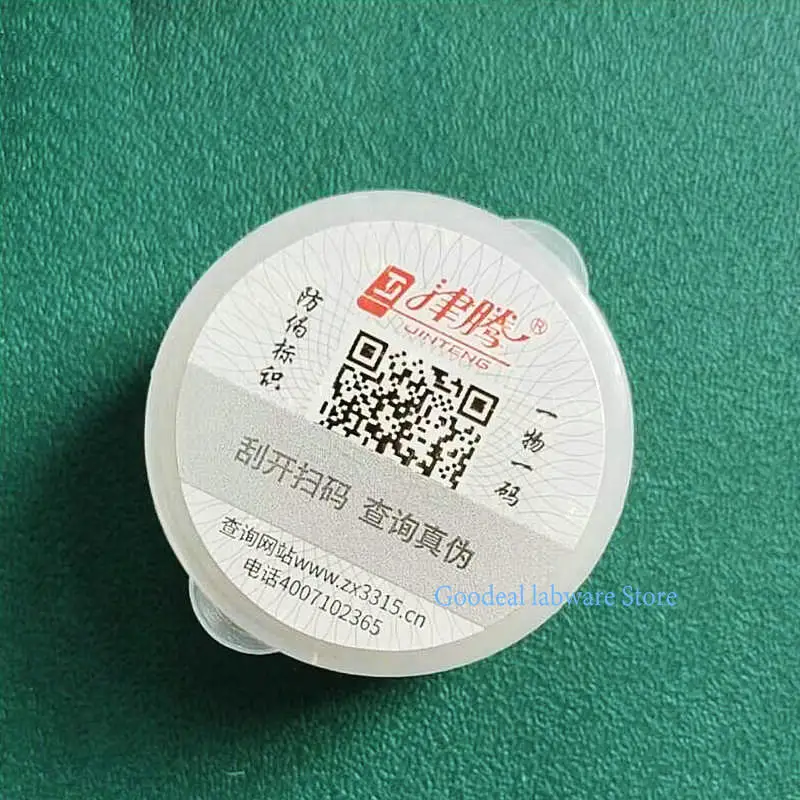 津腾®
JINTENG
防伪标识
一物一码
刮开扫码 查询真伪
查询网站www.zx3315.cn
电话4007102365
Goodeal labware Store